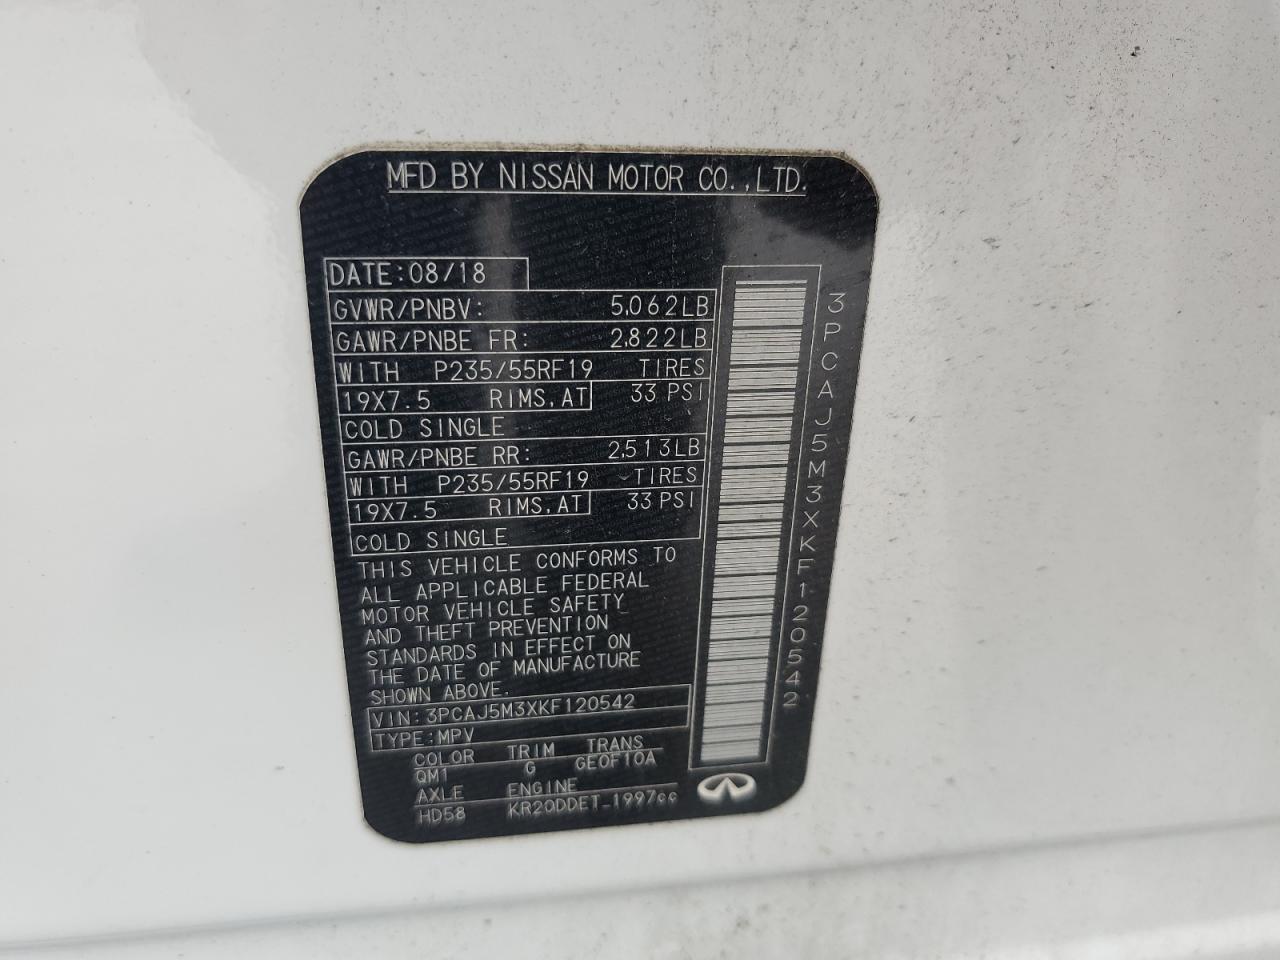 MFD BY NISSAN MOTOR CO.,LTD.
DATE:08/18
GVWR/PNBV: 5,062LB
GAWR/PNBE FR: 2,822LB
WITH P235/55RF19 TIRES
19X7.5 RIMS,AT 33 PSI
COLD SINGLE
GAWR/PNBE RR: 2,513LB
WITH P235/55RF19 TIRES
19X7.5 RIMS,AT 33 PSI
COLD SINGLE
THIS VEHICLE CONFORMS TO
ALL APPLICABLE FEDERAL
MOTOR VEHICLE SAFETY
AND THEFT PREVENTION
STANDARDS IN EFFECT ON
THE DATE OF MANUFACTURE
SHOWN ABOVE.
VIN:3PCAJ5M3XKF120542
TYPE:MPV
COLOR TRIM TRANS
QM1 G GE0F10A
AXLE ENGINE
HD58 KR20DDET-1997cc
3PCAJ5M3XKF120542